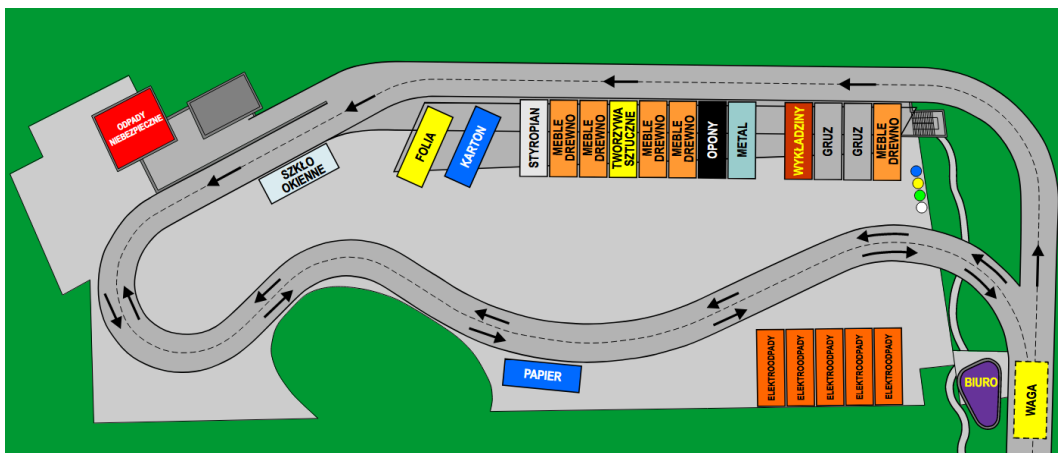 ODPADY
NIEBEZPIECZNE
SZKŁO
OKIENNE
FOLIA
KARTON
STYROPIAN
MEBLE
DREWNO
MEBLE
DREWNO
TWORZYWA
SZTUCZNE
MEBLE
DREWNO
MEBLE
DREWNO
OPONY
METAL
WYKŁADZINY
GRUZ
GRUZ
MEBLE
DREWNO
PAPIER
ELEKTROODPADY
ELEKTROODPADY
ELEKTROODPADY
ELEKTROODPADY
ELEKTROODPADY
BIURO
WAGA